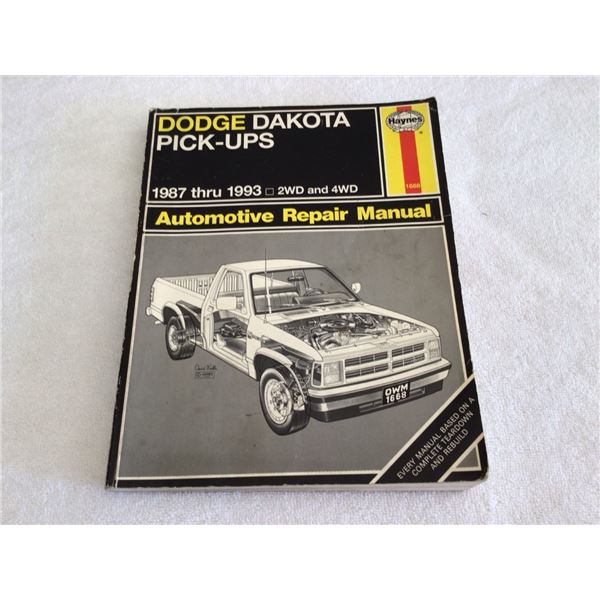 DODGE DAKOTA
PICK-UPS
Haynes
1668
1987 thru 1993 □ 2WD and 4WD
Automotive Repair Manual
OWM
1668
EVERY MANUAL BASED ON A
COMPLETE TEARDOWN
AND REBUILD